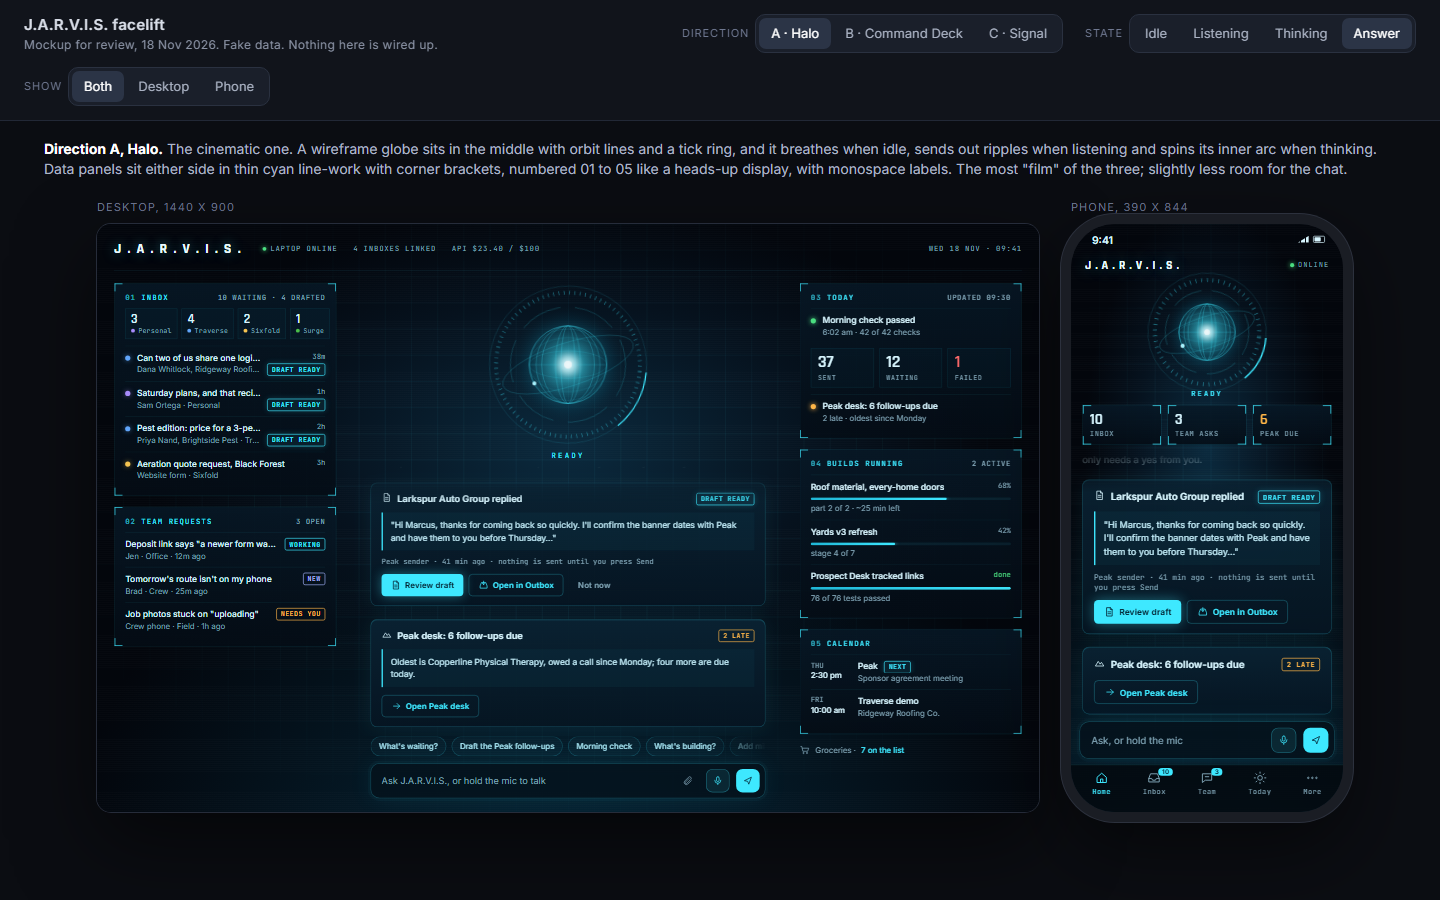 J.A.R.V.I.S. facelift
Mockup for review, 18 Nov 2026. Fake data. Nothing here is wired up.
DIRECTION A · Halo B · Command Deck C · Signal STATE Idle Listening Thinking Answer
SHOW Both Desktop Phone
Direction A, Halo. The cinematic one. A wireframe globe sits in the middle with orbit lines and a tick ring, and it breathes when idle, sends out ripples when listening and spins its inner arc when thinking.
Data panels sit either side in thin cyan line-work with corner brackets, numbered 01 to 05 like a heads-up display, with monospace labels. The most "film" of the three; slightly less room for the chat.
DESKTOP, 1440 X 900
J.A.R.V.I.S. LAPTOP ONLINE 4 INBOXES LINKED API $23.40 / $100 WED 18 NOV · 09:41
01 INBOX 10 WAITING · 4 DRAFTED
3 4 2 1
Personal Traverse Sixfold Surge
Can two of us share one logi... 38m
Dana Whitlock, Ridgeway Roofi... DRAFT READY
Saturday plans, and that reci... 1h
Sam Ortega · Personal DRAFT READY
Pest edition: price for a 3-pe... 2h
Priya Nand, Brightside Pest · Tr... DRAFT READY
Aeration quote request, Black Forest 3h
Website form · Sixfold
02 TEAM REQUESTS 3 OPEN
Deposit link says "a newer form wa... WORKING
Jen · Office · 12m ago
Tomorrow's route isn't on my phone NEW
Brad · Crew · 25m ago
Job photos stuck on "uploading" NEEDS YOU
Crew phone · Field · 1h ago
READY
Larkspur Auto Group replied DRAFT READY
"Hi Marcus, thanks for coming back so quickly. I'll confirm the banner dates with Peak
and have them to you before Thursday..."
Peak sender · 41 min ago · nothing is sent until you press Send
Review draft Open in Outbox Not now
Peak desk: 6 follow-ups due 2 LATE
Oldest is Copperline Physical Therapy, owed a call since Monday; four more are due
today.
Open Peak desk
What's waiting? Draft the Peak follow-ups Morning check What's building? Add
Ask J.A.R.V.I.S., or hold the mic to talk
03 TODAY UPDATED 09:30
Morning check passed
6:02 am · 42 of 42 checks
37 12 1
SENT WAITING FAILED
Peak desk: 6 follow-ups due
2 late · oldest since Monday
04 BUILDS RUNNING 2 ACTIVE
Roof material, every-home doors 68%
part 2 of 2 · ~25 min left
Yards v3 refresh 42%
stage 4 of 7
Prospect Desk tracked links done
76 of 76 tests passed
05 CALENDAR
THU Peak NEXT
2:30 pm Sponsor agreement meeting
FRI Traverse demo
10:00 am Ridgeway Roofing Co.
Groceries · 7 on the list
PHONE, 390 X 844
9:41
J.A.R.V.I.S. ONLINE
READY
10 3 6
INBOX TEAM ASKS PEAK DUE
only needs a yes from you.
Larkspur Auto Group replied DRAFT READY
"Hi Marcus, thanks for coming back so quickly.
I'll confirm the banner dates with Peak and have
them to you before Thursday..."
Peak sender · 41 min ago · nothing is sent until
you press Send
Review draft Open in Outbox
Peak desk: 6 follow-ups due 2 LATE
Open Peak desk
Ask, or hold the mic
10 3
Home Inbox Team Today More